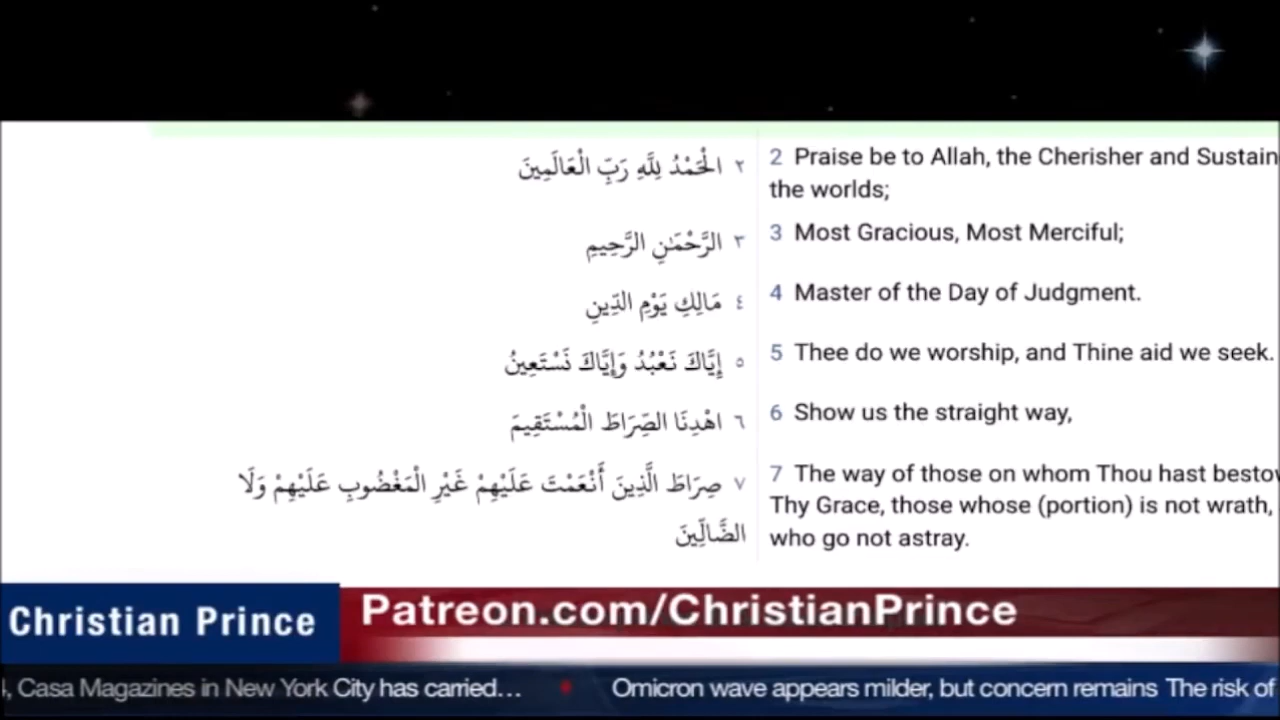 ٢ الْحَمْدُ لِلَّهِ رَبِّ الْعَالَمِينَ
2 Praise be to Allah, the Cherisher and Sustain
the worlds;
٣ الرَّحْمَٰنِ الرَّحِيمِ
3 Most Gracious, Most Merciful;
٤ مَالِكِ يَوْمِ الدِّينِ
4 Master of the Day of Judgment.
٥ إِيَّاكَ نَعْبُدُ وَإِيَّاكَ نَسْتَعِينُ
5 Thee do we worship, and Thine aid we seek.
٦ اهْدِنَا الصِّرَاطَ الْمُسْتَقِيمَ
6 Show us the straight way,
٧ صِرَاطَ الَّذِينَ أَنْعَمْتَ عَلَيْهِمْ غَيْرِ الْمَغْضُوبِ عَلَيْهِمْ وَلَا
الضَّالِّينَ
7 The way of those on whom Thou hast bestow
Thy Grace, those whose (portion) is not wrath,
who go not astray.
Christian Prince
Patreon.com/ChristianPrince
, Casa Magazines in New York City has carried...
Omicron wave appears milder, but concern remains The risk of